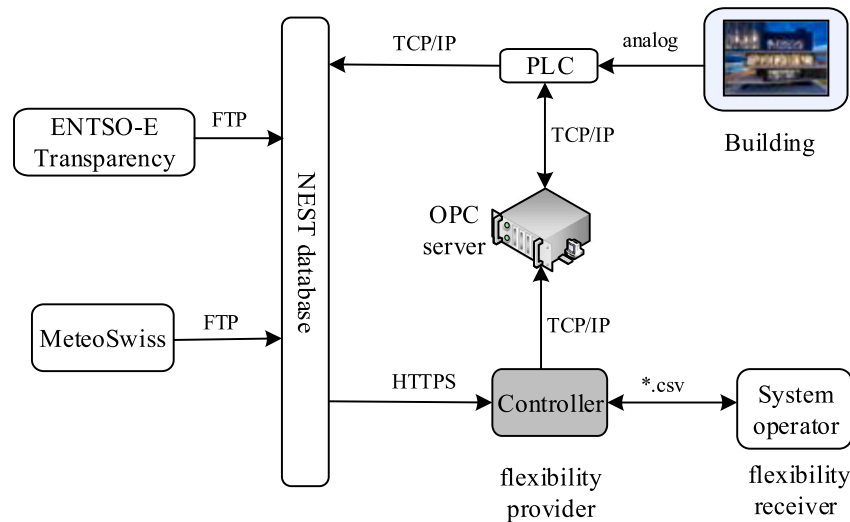 TCP/IP
PLC
analog
Building
ENTSO-E
Transparency
FTP
NEST database
TCP/IP
OPC
server
MeteoSwiss
FTP
TCP/IP
HTTPS
Controller
*.csv
System
operator
flexibility
provider
flexibility
receiver